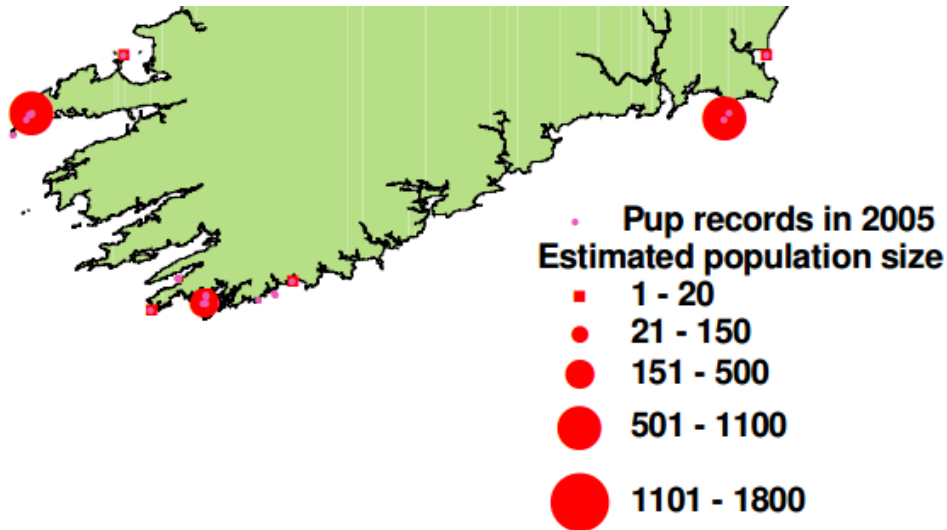 Pup records in 2005
Estimated population size
1 - 20
21 - 150
151 - 500
501 - 1100
1101 - 1800